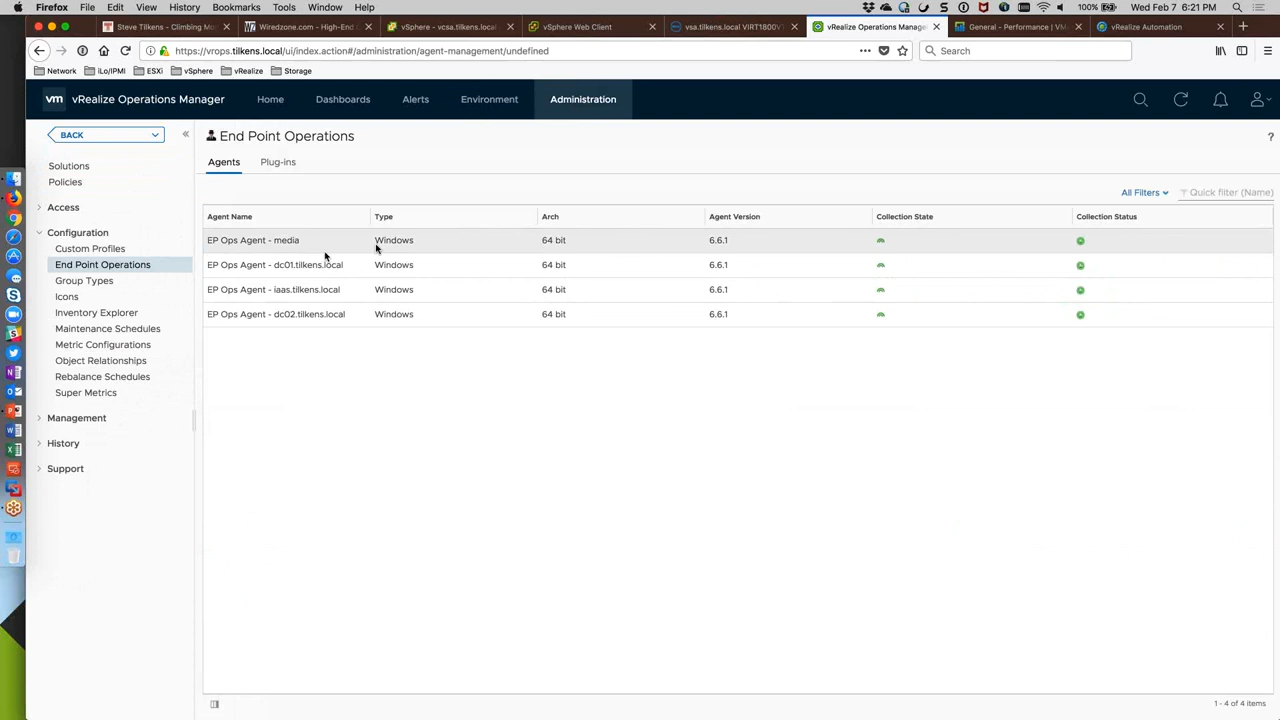 Firefox File Edit View History Bookmarks Tools Window Help 100% Wed Feb 7 6:21 PM
Steve Tilkens – Climbing Mo
Wiredzone.com - High-End C
vSphere - vcsa.tilkens.local
vSphere Web Client
vsa.tilkens.local VIRT1800V
vRealize Operations Manage
General - Performance | VM
vRealize Automation
https://vrops.tilkens.local/ui/index.action#/administration/agent-management/undefined
Search
Network iLo/IPMI ESXi vSphere vRealize Storage
vm vRealize Operations Manager Home Dashboards Alerts Environment Administration
BACK
Solutions
Policies
Access
Configuration
Custom Profiles
End Point Operations
Group Types
Icons
Inventory Explorer
Maintenance Schedules
Metric Configurations
Object Relationships
Rebalance Schedules
Super Metrics
Management
History
Support
End Point Operations ?
Agents Plug-ins
All Filters Quick filter (Name)
Agent Name Type Arch Agent Version Collection State Collection Status
EP Ops Agent - media Windows 64 bit 6.6.1
EP Ops Agent - dc01.tilkens.local Windows 64 bit 6.6.1
EP Ops Agent - iaas.tilkens.local Windows 64 bit 6.6.1
EP Ops Agent - dc02.tilkens.local Windows 64 bit 6.6.1
1 - 4 of 4 items